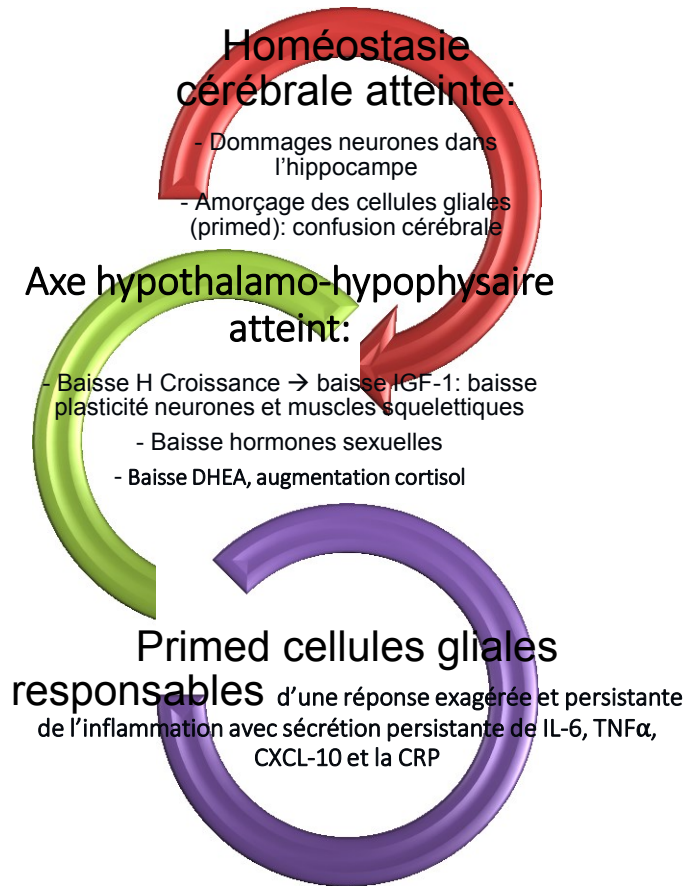 Homéostasie
cérébrale atteinte:
- Dommages neurones dans
l'hippocampe
- Amorçage des cellules gliales
(primed): confusion cérébrale
Axe hypothalamo-hypophysaire
atteint:
- Baisse H Croissance → baisse IGF-1: baisse
plasticité neurones et muscles squelettiques
- Baisse hormones sexuelles
- Baisse DHEA, augmentation cortisol
Primed cellules gliales
responsables d'une réponse exagérée et persistante
de l'inflammation avec sécrétion persistante de IL-6, TNFα,
CXCL-10 et la CRP